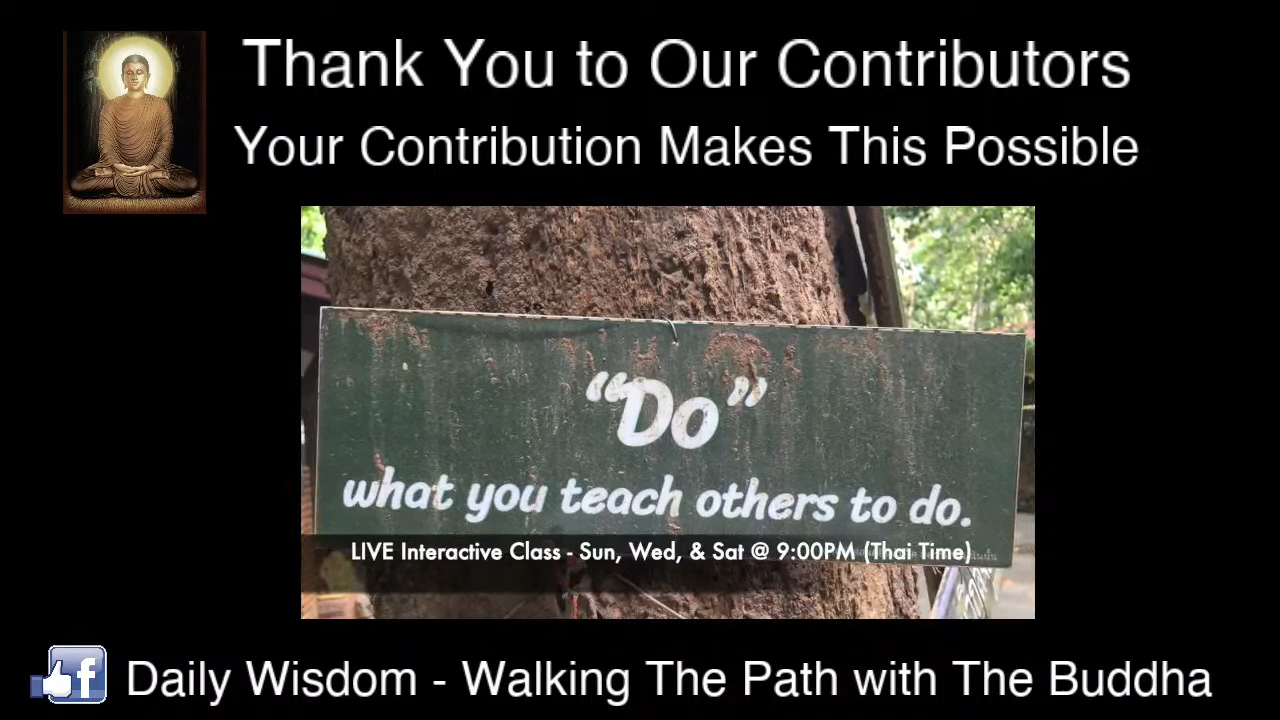 Thank You to Our Contributors
Your Contribution Makes This Possible
“Do”
what you teach others to do.
LIVE Interactive Class - Sun, Wed, & Sat @ 9:00PM (Thai Time)
f
Daily Wisdom - Walking The Path with The Buddha